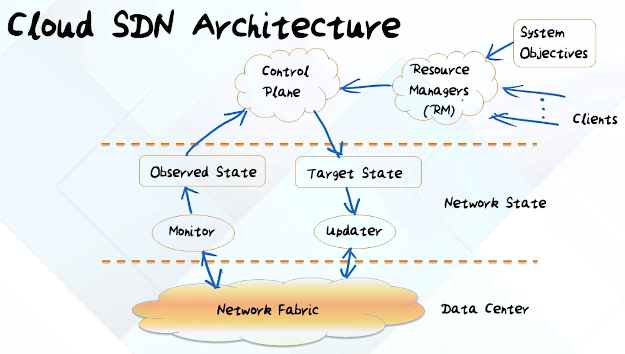 Cloud SDN Architecture
System
Objectives
Control
Plane
Resource
Managers
(RM)
Clients
Observed State
Target State
Network State
Monitor
Updater
Network Fabric
Data Center